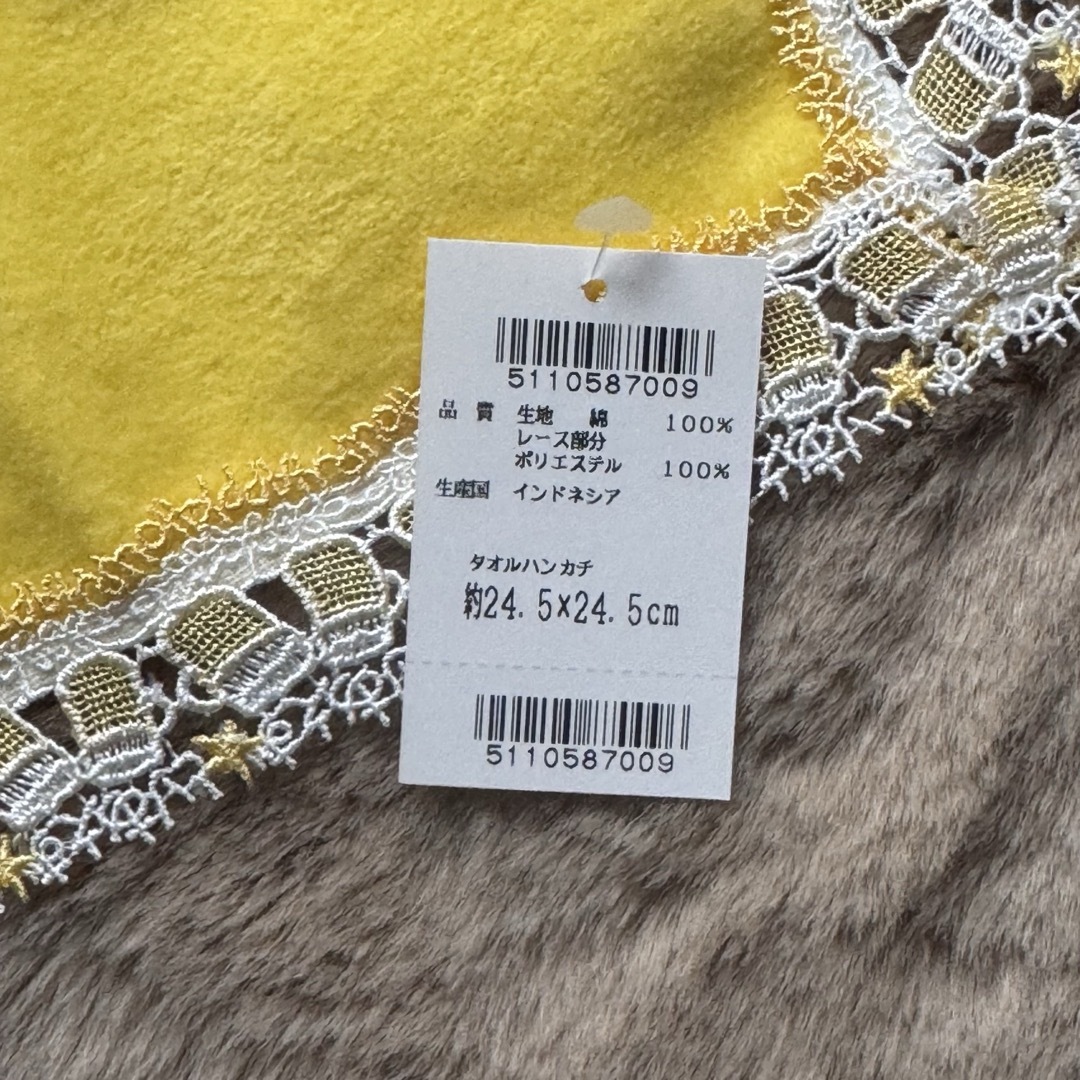 5110587009
品質 生地 綿 100%
レース部分
ポリエステル 100%
生産国 インドネシア
タオルハンカチ
約24.5×24.5cm
5110587009